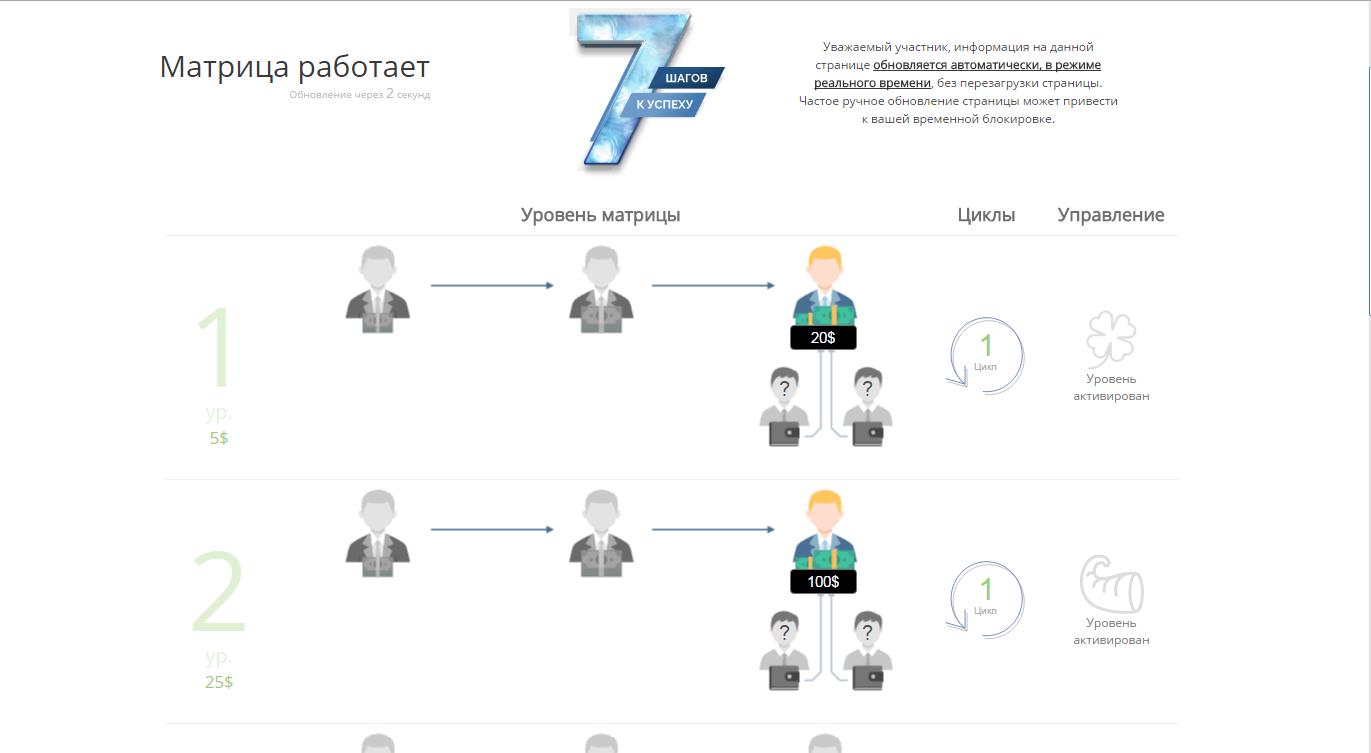 Матрица работает
Обновление через 2 секунд
7
ШАГОВ
К УСПЕХУ
Уважаемый участник, информация на данной
странице обновляется автоматически, в режиме
реального времени, без перезагрузки страницы.
Частое ручное обновление страницы может привести
к вашей временной блокировке.
Уровень матрицы
Циклы
Управление
1
ур.
5$
20$
?
?
1
Цикл
Уровень
активирован
2
ур.
25$
100$
?
?
1
Цикл
Уровень
активирован